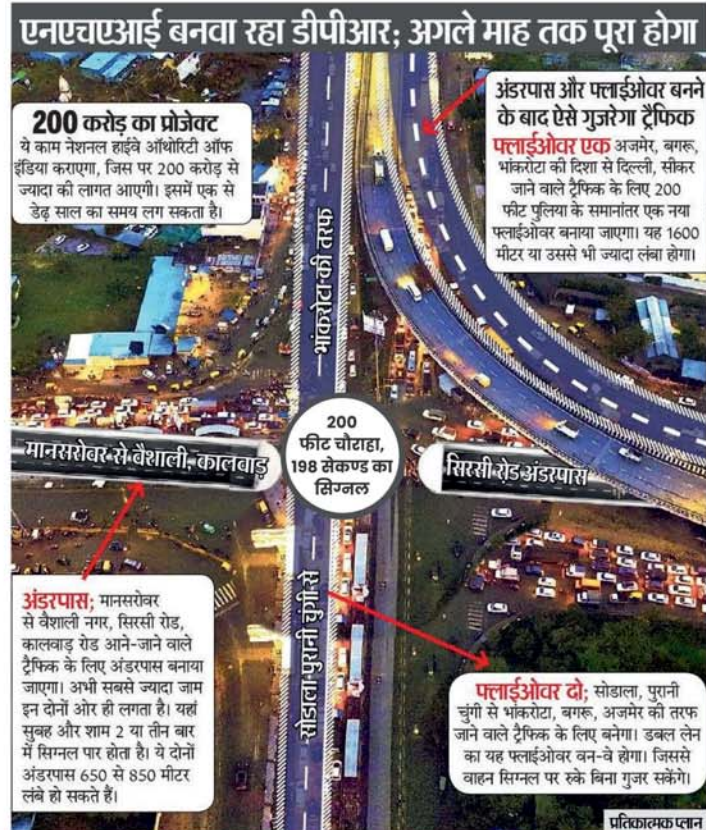 एनएचएआई बनवा रहा डीपीआर; अगले माह तक पूरा होगा
200 करोड़ का प्रोजेक्ट
ये काम नेशनल हाईवे ऑथोरिटी ऑफ
इंडिया कराएगा, जिस पर 200 करोड़ से
ज्यादा की लागत आएगी। इसमें एक से
डेढ़ साल का समय लग सकता है।
अंडरपास और फ्लाईओवर बनने
के बाद ऐसे गुजरेगा ट्रैफिक
फ्लाईओवर एक अजमेर, बगरू,
भांकरोटा की दिशा से दिल्ली, सीकर
जाने वाले ट्रैफिक के लिए 200
फीट पुलिया के समानांतर एक नया
फ्लाईओवर बनाया जाएगा। यह 1600
मीटर या उससे भी ज्यादा लंबा होगा।
भांकरोटा की तरफ
मानसरोवर से वैशाली, कालवाड़
200
फीट चौराहा,
198 सेकण्ड का
सिग्नल
सिरसी रोड अंडरपास
सोडाला पुरानी चुंगी से
अंडरपास; मानसरोवर
से वैशाली नगर, सिरसी रोड,
कालवाड़ रोड आने-जाने वाले
ट्रैफिक के लिए अंडरपास बनाया
जाएगा। अभी सबसे ज्यादा जाम
इन दोनों ओर ही लगता है। यहां
सुबह और शाम 2 या तीन बार
में सिग्नल पार होता है। ये दोनों
अंडरपास 650 से 850 मीटर
लंबे हो सकते हैं।
फ्लाईओवर दो; सोडाला, पुरानी
चुंगी से भांकरोटा, बगरू, अजमेर की तरफ
जाने वाले ट्रैफिक के लिए बनेगा। डबल लेन
का यह फ्लाईओवर वन-वे होगा। जिससे
वाहन सिग्नल पर रुके बिना गुजर सकेंगे।
प्रतिकात्मक प्लान